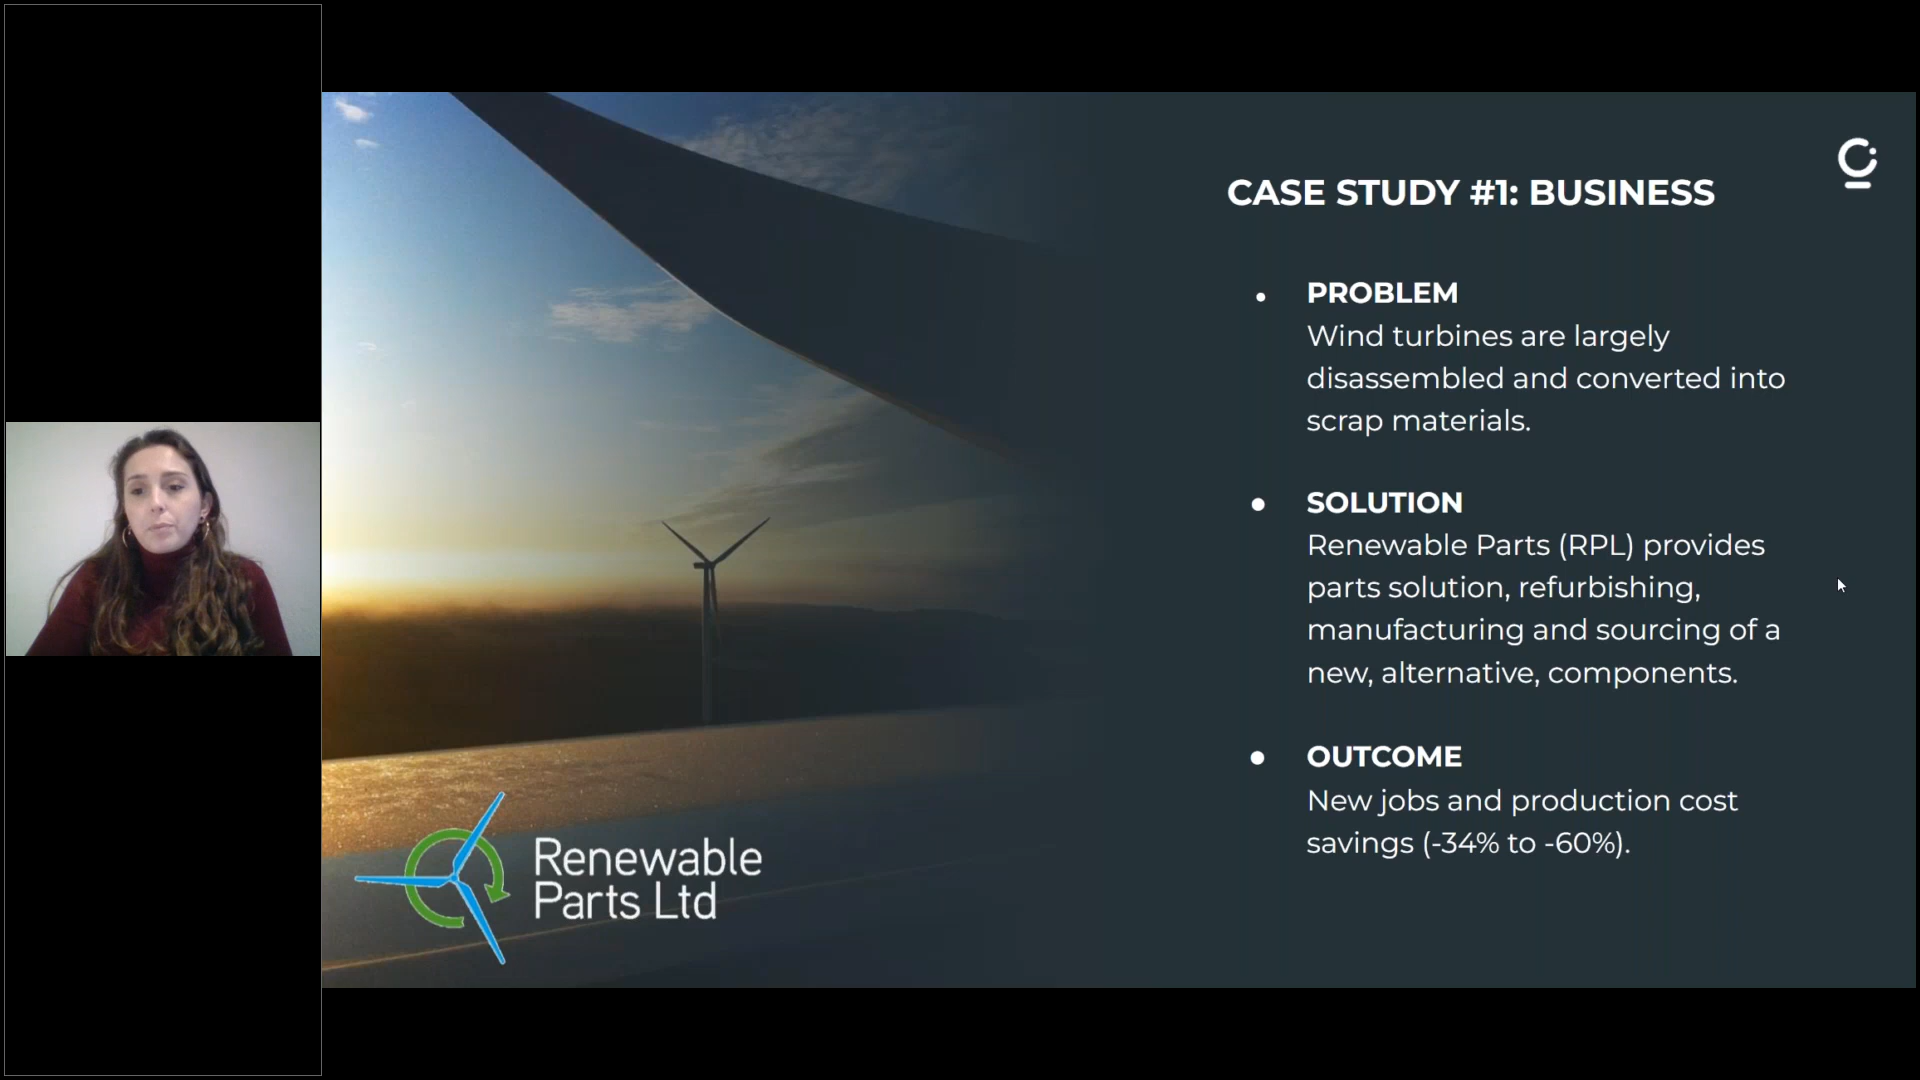 CASE STUDY #1: BUSINESS
PROBLEM
Wind turbines are largely
disassembled and converted into
scrap materials.
SOLUTION
Renewable Parts (RPL) provides
parts solution, refurbishing,
manufacturing and sourcing of a
new, alternative, components.
OUTCOME
New jobs and production cost
savings (-34% to -60%).
Renewable
Parts Ltd